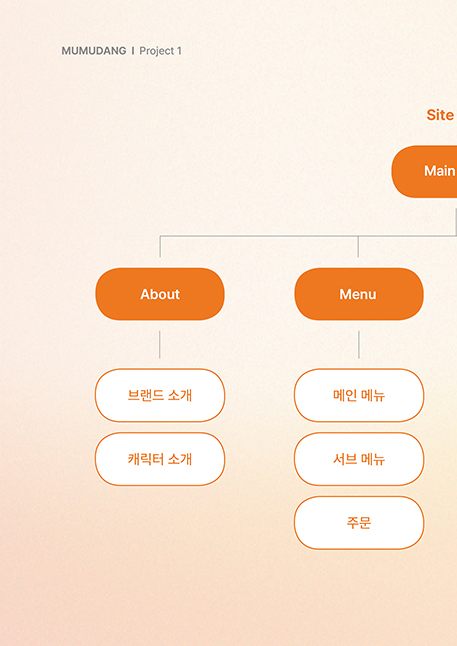 MUMUDANG I Project 1
Site
Main
About
Menu
브랜드 소개
메인 메뉴
캐릭터 소개
서브 메뉴
주문